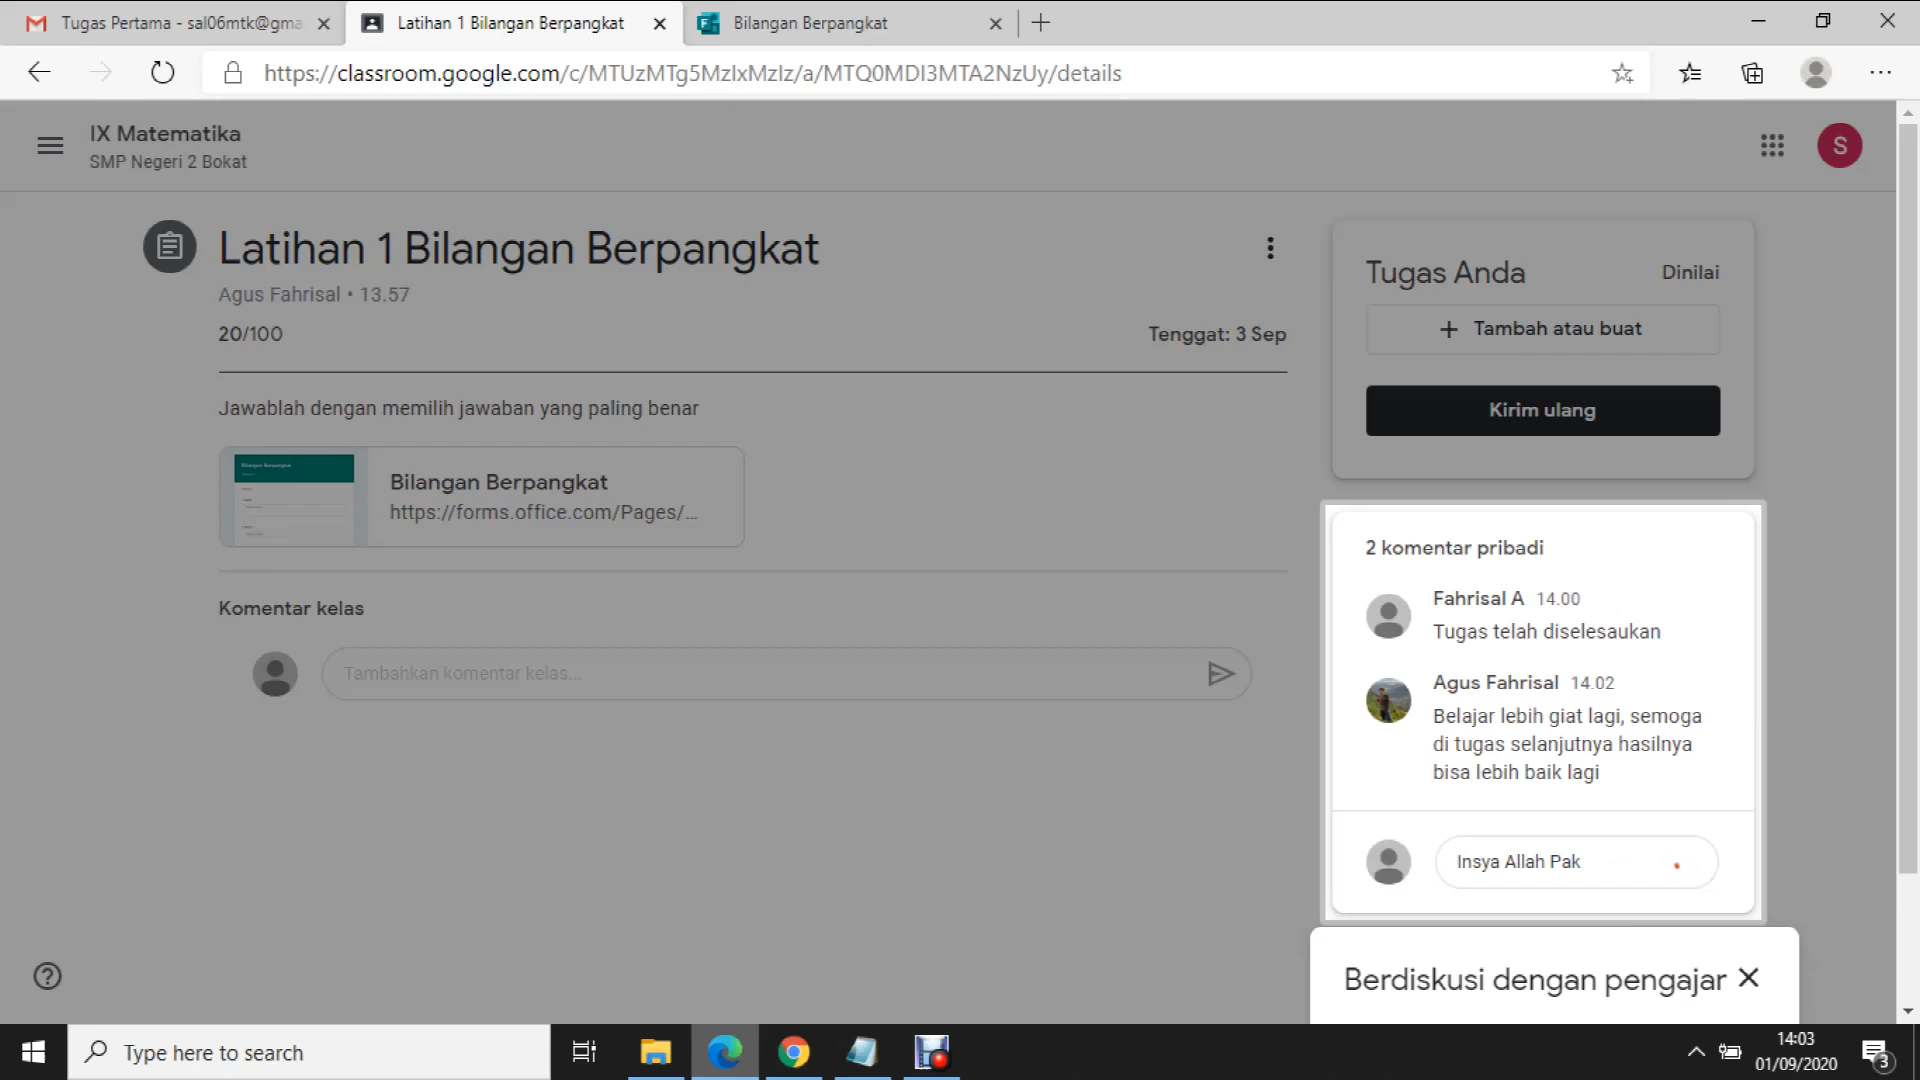 Tugas Pertama - sal06mtk@gma
Latihan 1 Bilangan Berpangkat
Bilangan Berpangkat
https://classroom.google.com/c/MTUzMTg5MzIxMzIz/a/MTQ0MDI3MTA2NzUy/details
IX Matematika
SMP Negeri 2 Bokat
S
Latihan 1 Bilangan Berpangkat
Agus Fahrisal • 13.57
20/100
Tenggat: 3 Sep
Jawablah dengan memilih jawaban yang paling benar
Bilangan Berpangkat
Bilangan Berpangkat
https://forms.office.com/Pages/...
Komentar kelas
Tambahkan komentar kelas...
Tugas Anda
Dinilai
+ Tambah atau buat
Kirim ulang
2 komentar pribadi
Fahrisal A 14.00
Tugas telah diselesaukan
Agus Fahrisal 14.02
Belajar lebih giat lagi, semoga
di tugas selanjutnya hasilnya
bisa lebih baik lagi
Insya Allah Pak
Berdiskusi dengan pengajar
Type here to search
14:03
01/09/2020
3